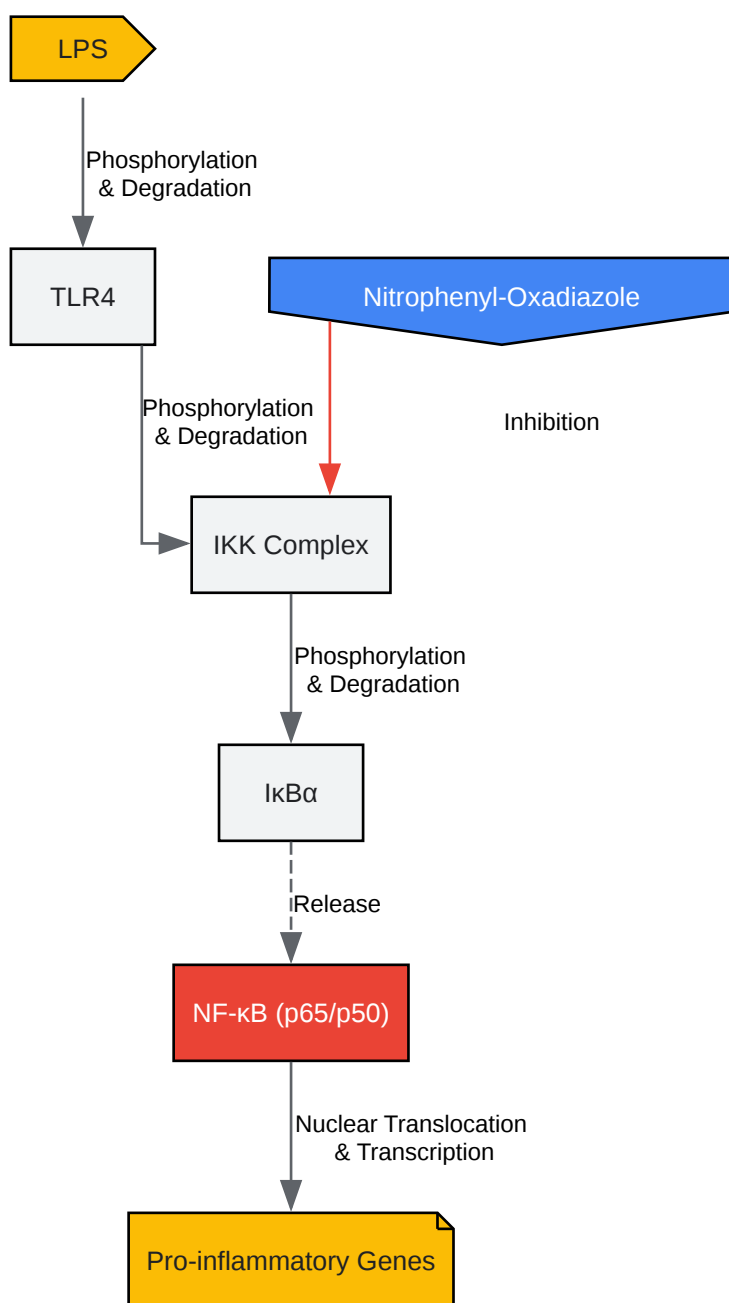 LPS
Phosphorylation
& Degradation
TLR4
Nitrophenyl-Oxadiazole
Phosphorylation
& Degradation
Inhibition
IKK Complex
Phosphorylation
& Degradation
IκBα
Release
NF-κB (p65/p50)
Nuclear Translocation
& Transcription
Pro-inflammatory Genes